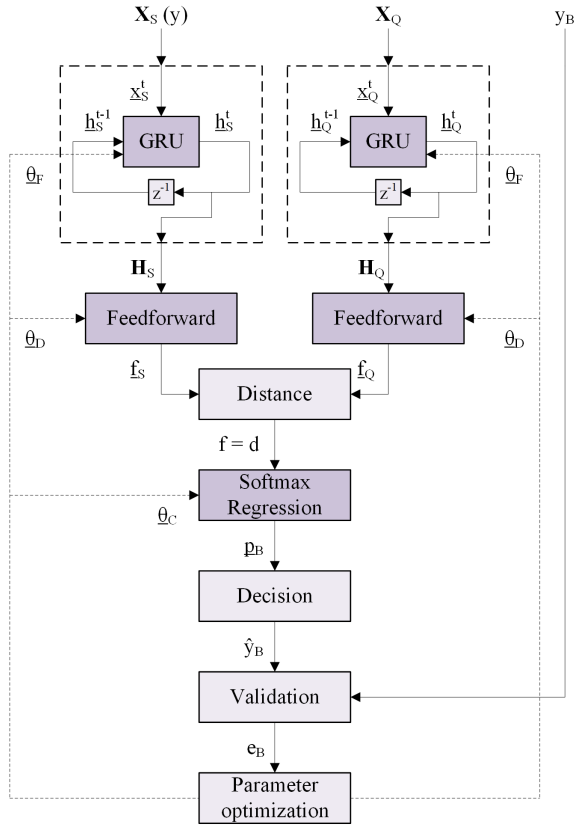 X_S (y)
X_Q
y_B
x_S^t
x_Q^t
h_S^{t-1}
h_S^t
h_Q^{t-1}
h_Q^t
GRU
GRU
θ_F
θ_F
z^{-1}
z^{-1}
H_S
H_Q
Feedforward
Feedforward
θ_D
θ_D
f_S
f_Q
Distance
f = d
Softmax
Regression
θ_C
p_B
Decision
ŷ_B
Validation
e_B
Parameter
optimization